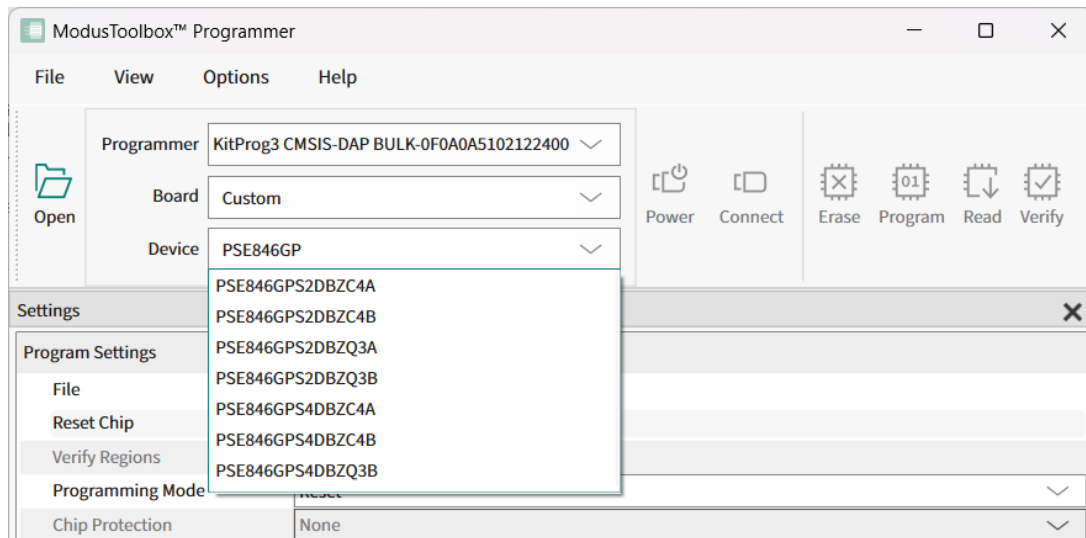 ModusToolbox™ Programmer
File View Options Help
Programmer KitProg3 CMSIS-DAP BULK-0F0A0A5102122400
Board Custom
Device PSE846GP
Open
Power Connect Erase 01 Program Read Verify
PSE846GPS2DBZC4A
PSE846GPS2DBZC4B
PSE846GPS2DBZQ3A
PSE846GPS2DBZQ3B
PSE846GPS4DBZC4A
PSE846GPS4DBZC4B
PSE846GPS4DBZQ3B
Settings
Program Settings
File
Reset Chip
Verify Regions
Programming Mode Reset
Chip Protection None